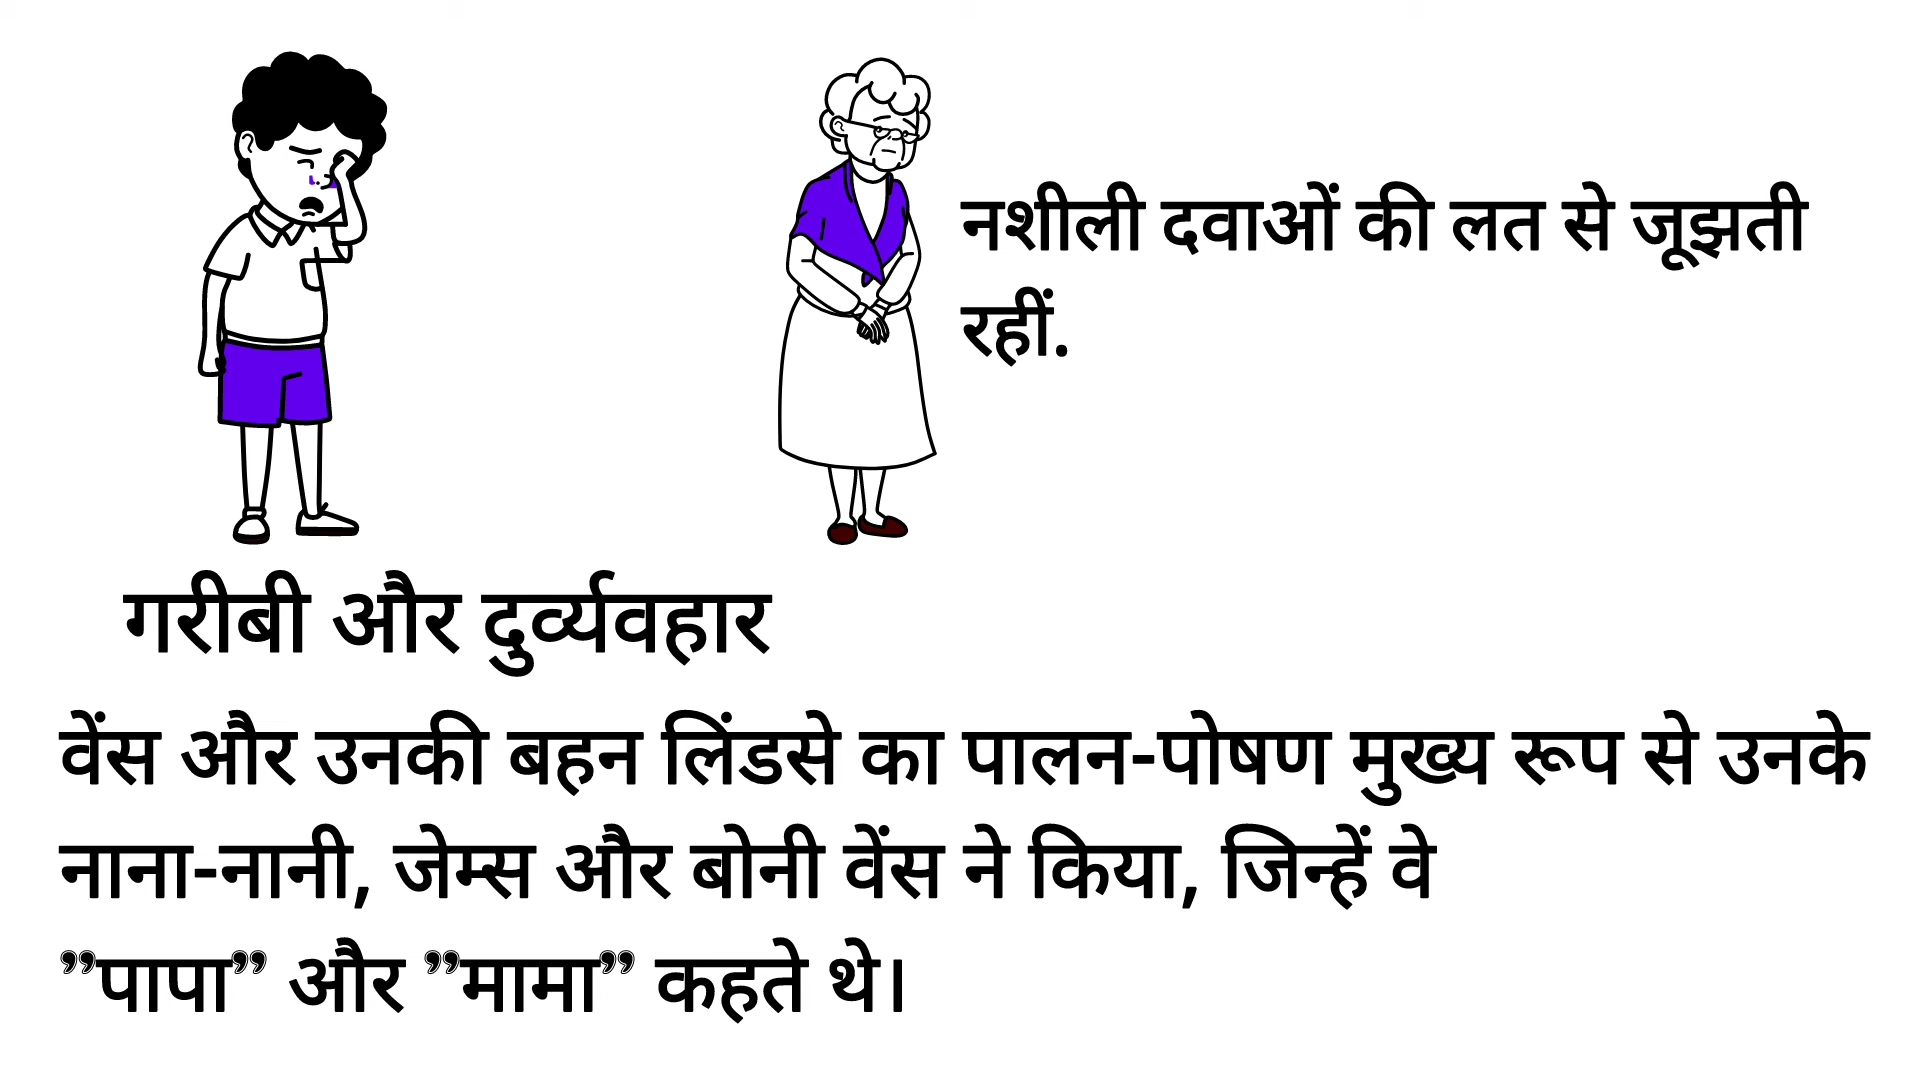 नशीली दवाओं की लत से जूझती
रहीं.
गरीबी और दुर्व्यवहार
वेंस और उनकी बहन लिंडसे का पालन-पोषण मुख्य रूप से उनके
नाना-नानी, जेम्स और बोनी वेंस ने किया, जिन्हें वे
”पापा” और ”मामा” कहते थे।